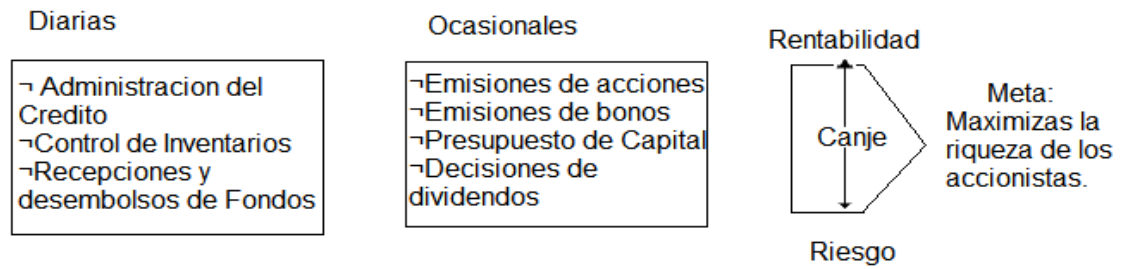 Diarias
¬ Administracion del
Credito
¬Control de Inventarios
¬Recepciones y
desembolsos de Fondos
Ocasionales
¬Emisiones de acciones
¬Emisiones de bonos
¬Presupuesto de Capital
¬Decisiones de
dividendos
Rentabilidad
Canje
Riesgo
Meta:
Maximizas la
riqueza de los
accionistas.